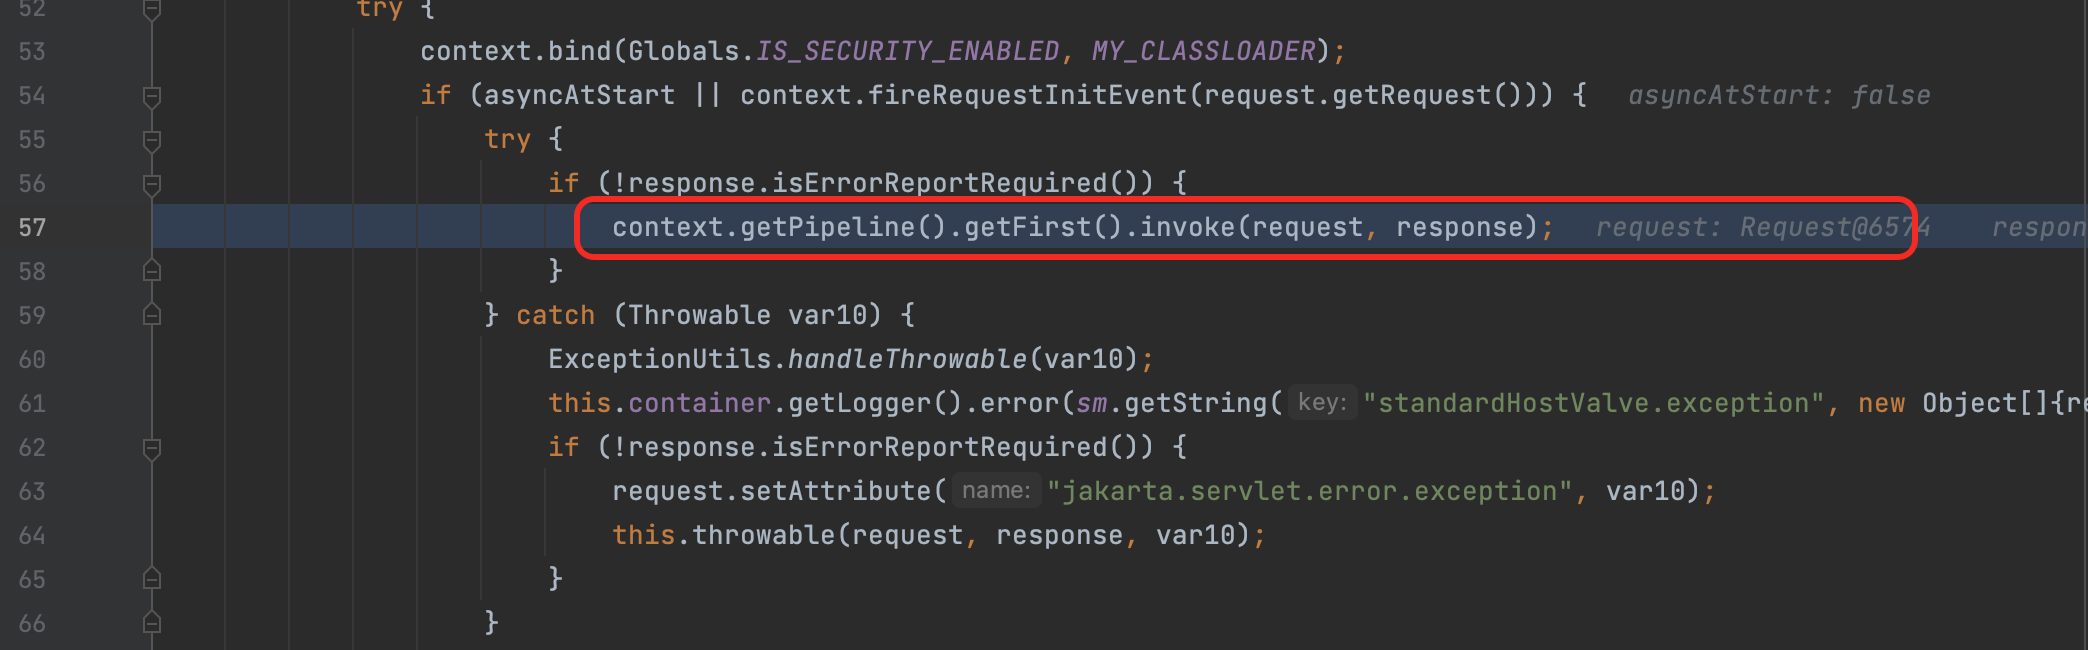 52 try {
53 context.bind(Globals.IS_SECURITY_ENABLED, MY_CLASSLOADER);
54 if (asyncAtStart || context.fireRequestInitEvent(request.getRequest())) { asyncAtStart: false
55 try {
56 if (!response.isErrorReportRequired()) {
57 context.getPipeline().getFirst().invoke(request, response); request: Request@6574 respon
58 }
59 } catch (Throwable var10) {
60 ExceptionUtils.handleThrowable(var10);
61 this.container.getLogger().error(sm.getString( key: "standardHostValve.exception", new Object[]{re
62 if (!response.isErrorReportRequired()) {
63 request.setAttribute( name: "jakarta.servlet.error.exception", var10);
64 this.throwable(request, response, var10);
65 }
66 }